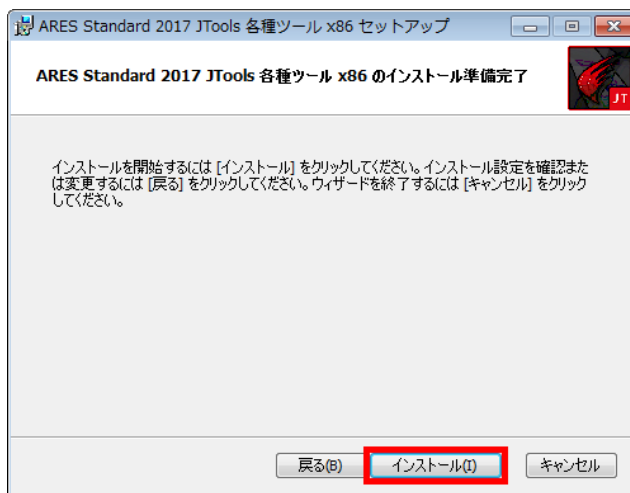 ARES Standard 2017 JTools 各種ツール x86 セットアップ
ARES Standard 2017 JTools 各種ツール x86 のインストール準備完了
JT
インストールを開始するには [インストール] をクリックしてください。インストール設定を確認また
は変更するには [戻る] をクリックしてください。ウィザードを終了するには [キャンセル] をクリック
してください。
戻る(B) インストール(I) キャンセル